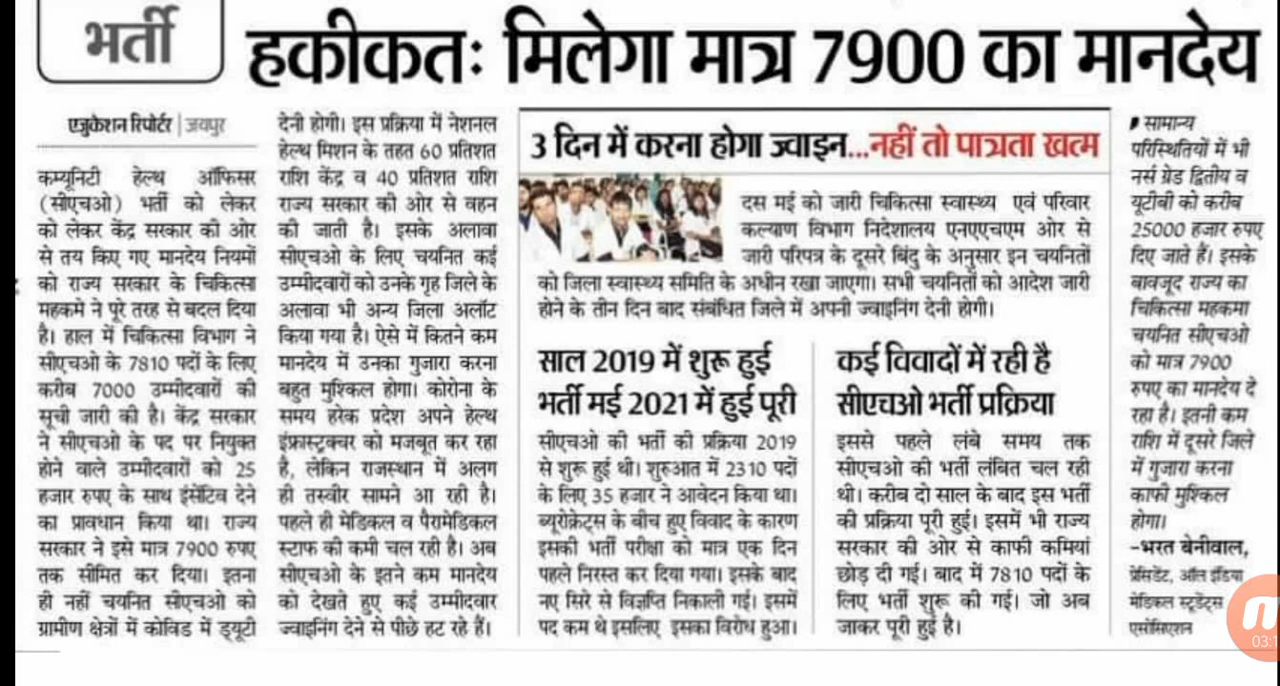 भर्ती
हकीकतः मिलेगा मात्र 7900 का मानदेय
एजुकेशन रिपोर्टर | जयपुर
कम्यूनिटी हेल्थ ऑफिसर
(सीएचओ) भर्ती को लेकर
को लेकर केंद्र सरकार की ओर
से तय किए गए मानदेय नियमों
को राज्य सरकार के चिकित्सा
महकमे ने पूरे तरह से बदल दिया
है। हाल में चिकित्सा विभाग ने
सीएचओ के 7810 पदों के लिए
करीब 7000 उम्मीदवारों की
सूची जारी की है। केंद्र सरकार
ने सीएचओ के पद पर नियुक्त
होने वाले उम्मीदवारों को 25
हजार रुपए के साथ इंसेंटिव देने
का प्रावधान किया था। राज्य
सरकार ने इसे मात्र 7900 रुपए
तक सीमित कर दिया। इतना
ही नहीं चयनित सीएचओ को
ग्रामीण क्षेत्रों में कोविड में ड्यूटी
देनी होगी। इस प्रक्रिया में नेशनल
हेल्थ मिशन के तहत 60 प्रतिशत
राशि केंद्र व 40 प्रतिशत राशि
राज्य सरकार की ओर से वहन
की जाती है। इसके अलावा
सीएचओ के लिए चयनित कई
उम्मीदवारों को उनके गृह जिले के
अलावा भी अन्य जिला अलॉट
किया गया है। ऐसे में कितने कम
मानदेय में उनका गुजारा करना
बहुत मुश्किल होगा। कोरोना के
समय हरेक प्रदेश अपने हेल्थ
इंफ्रास्ट्रक्चर को मजबूत कर रहा
है, लेकिन राजस्थान में अलग
ही तस्वीर सामने आ रही है।
पहले ही मेडिकल व पैरामेडिकल
स्टाफ की कमी चल रही है। अब
सीएचओ के इतने कम मानदेय
को देखते हुए कई उम्मीदवार
ज्वाइनिंग देने से पीछे हट रहे हैं।
3 दिन में करना होगा ज्वाइन...नहीं तो पात्रता खत्म
दस मई को जारी चिकित्सा स्वास्थ्य एवं परिवार
कल्याण विभाग निदेशालय एनएएचएम ओर से
जारी परिपत्र के दूसरे बिंदु के अनुसार इन चयनितों
को जिला स्वास्थ्य समिति के अधीन रखा जाएगा। सभी चयनितों को आदेश जारी
होने के तीन दिन बाद संबंधित जिले में अपनी ज्वाइनिंग देनी होगी।
साल 2019 में शुरू हुई
भर्ती मई 2021 में हुई पूरी
सीएचओ की भर्ती की प्रक्रिया 2019
से शुरू हुई थी। शुरुआत में 2310 पदों
के लिए 35 हजार ने आवेदन किया था।
ब्यूरोक्रेट्स के बीच हुए विवाद के कारण
इसकी भर्ती परीक्षा को मात्र एक दिन
पहले निरस्त कर दिया गया। इसके बाद
नए सिरे से विज्ञप्ति निकाली गई। इसमें
पद कम थे इसलिए इसका विरोध हुआ।
कई विवादों में रही है
सीएचओ भर्ती प्रक्रिया
इससे पहले लंबे समय तक
सीएचओ की भर्ती लंबित चल रही
थी। करीब दो साल के बाद इस भर्ती
की प्रक्रिया पूरी हुई। इसमें भी राज्य
सरकार की ओर से काफी कमियां
छोड़ दी गई। बाद में 7810 पदों के
लिए भर्ती शुरू की गई। जो अब
जाकर पूरी हुई है।
सामान्य
परिस्थितियों में भी
नर्स ग्रेड द्वितीय व
यूटीबी को करीब
25000 हजार रुपए
दिए जाते हैं। इसके
बावजूद राज्य का
चिकित्सा महकमा
चयनित सीएचओ
को मात्र 7900
रुपए का मानदेय दे
रहा है। इतनी कम
राशि में दूसरे जिले
में गुजारा करना
काफी मुश्किल
होगा।
-भरत बेनीवाल,
प्रेसिडेंट, ऑल इंडिया
मेडिकल स्टूडेंट्स
एसोसिएशन